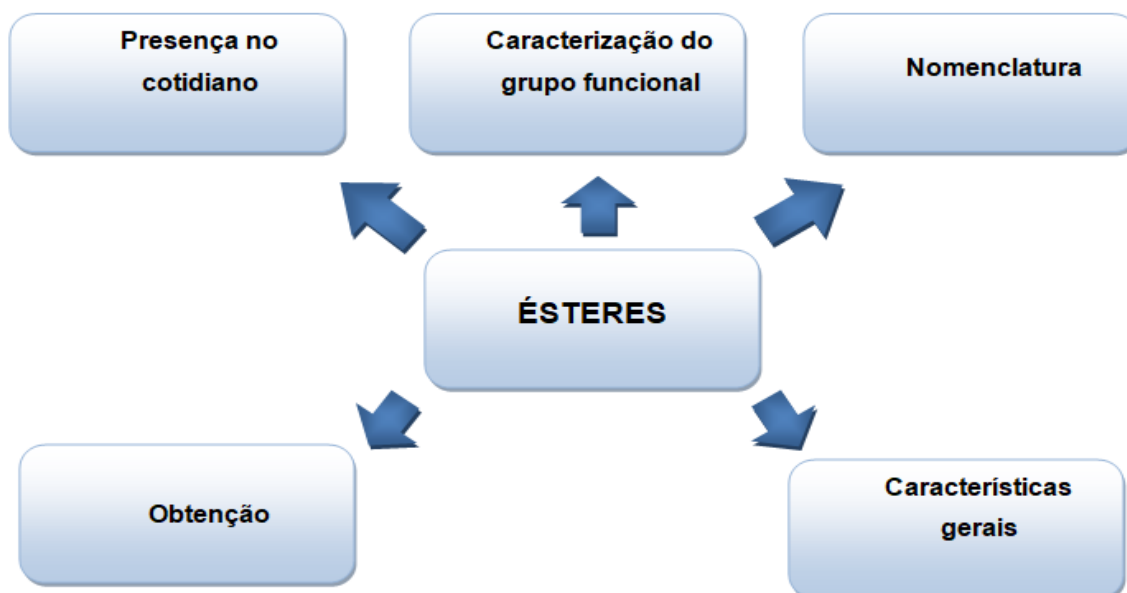 Presença no
cotidiano
Caracterização do
grupo funcional
Nomenclatura
ÉSTERES
Obtenção
Características
gerais